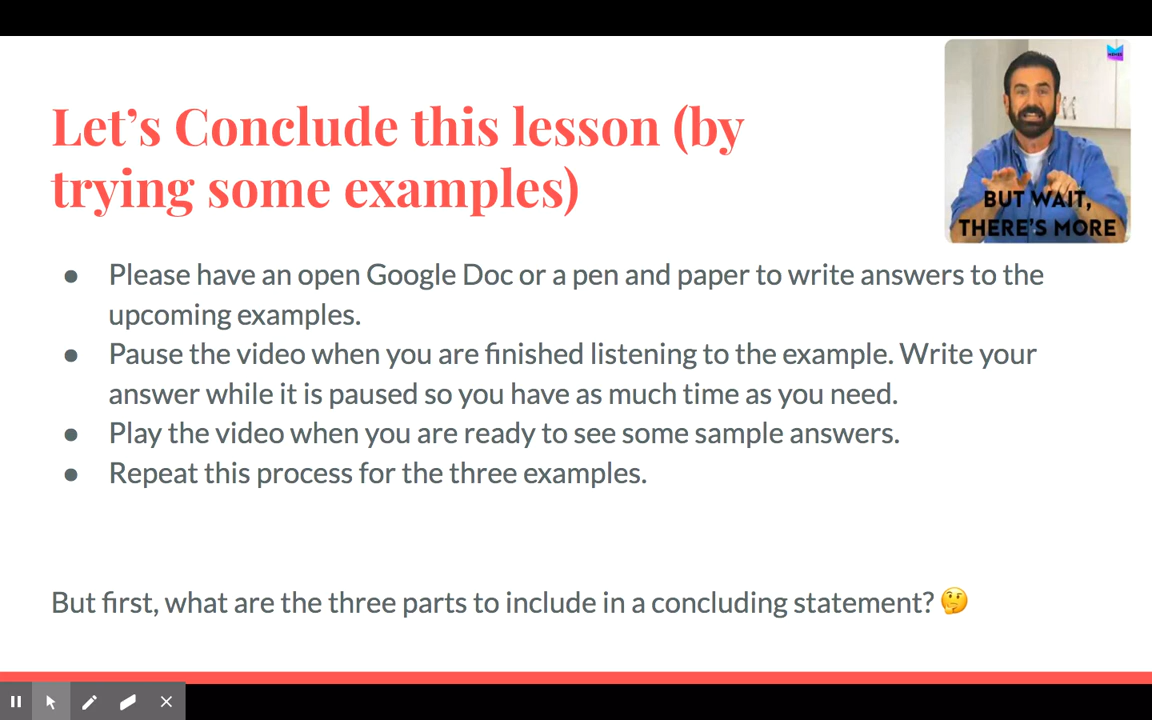 Let’s Conclude this lesson (by
trying some examples)
BUT WAIT,
THERE'S MORE
● Please have an open Google Doc or a pen and paper to write answers to the
upcoming examples.
● Pause the video when you are finished listening to the example. Write your
answer while it is paused so you have as much time as you need.
● Play the video when you are ready to see some sample answers.
● Repeat this process for the three examples.
But first, what are the three parts to include in a concluding statement? 🤔